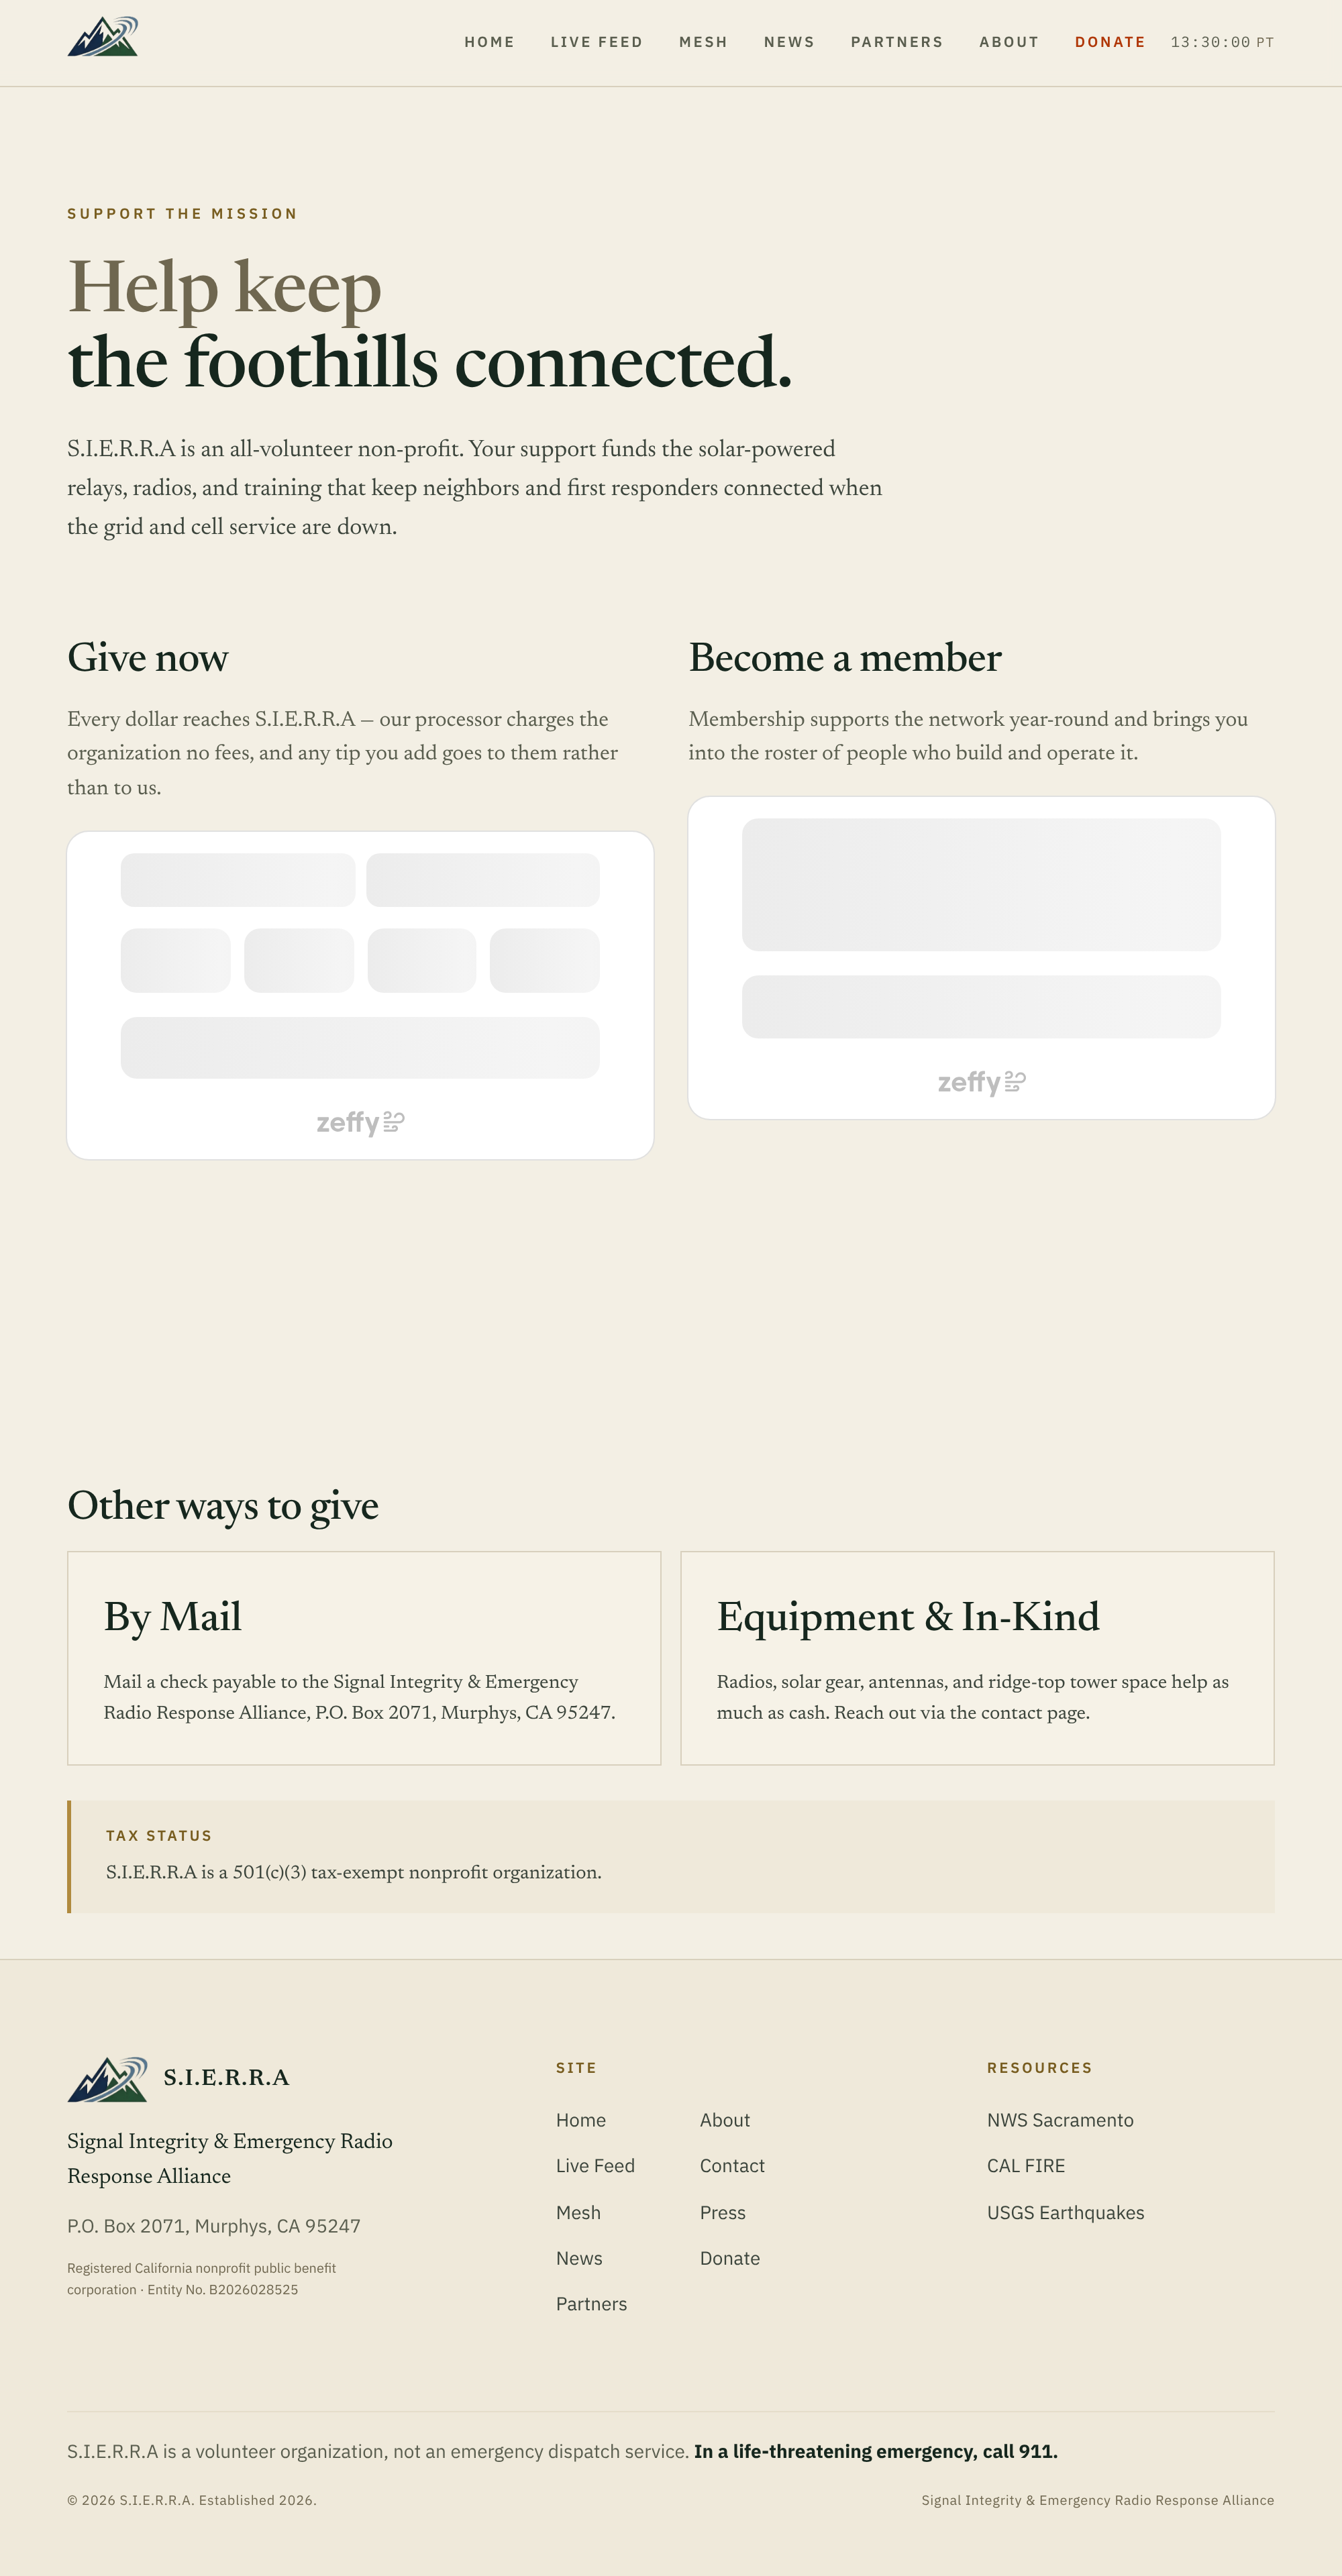 HOME LIVE FEED MESH NEWS PARTNERS ABOUT DONATE 13:30:00 PT
SUPPORT THE MISSION
Help keep
the foothills connected.
S.I.E.R.R.A is an all-volunteer non-profit. Your support funds the solar-powered
relays, radios, and training that keep neighbors and first responders connected when
the grid and cell service are down.
Give now
Every dollar reaches S.I.E.R.R.A — our processor charges the
organization no fees, and any tip you add goes to them rather
than to us.
zeffy
Become a member
Membership supports the network year-round and brings you
into the roster of people who build and operate it.
zeffy
Other ways to give
By Mail
Mail a check payable to the Signal Integrity & Emergency
Radio Response Alliance, P.O. Box 2071, Murphys, CA 95247.
Equipment & In-Kind
Radios, solar gear, antennas, and ridge-top tower space help as
much as cash. Reach out via the contact page.
TAX STATUS
S.I.E.R.R.A is a 501(c)(3) tax-exempt nonprofit organization.
S.I.E.R.R.A
Signal Integrity & Emergency Radio
Response Alliance
P.O. Box 2071, Murphys, CA 95247
Registered California nonprofit public benefit
corporation · Entity No. B2026028525
SITE
Home
Live Feed
Mesh
News
Partners
About
Contact
Press
Donate
RESOURCES
NWS Sacramento
CAL FIRE
USGS Earthquakes
S.I.E.R.R.A is a volunteer organization, not an emergency dispatch service. In a life-threatening emergency, call 911.
© 2026 S.I.E.R.R.A. Established 2026.
Signal Integrity & Emergency Radio Response Alliance